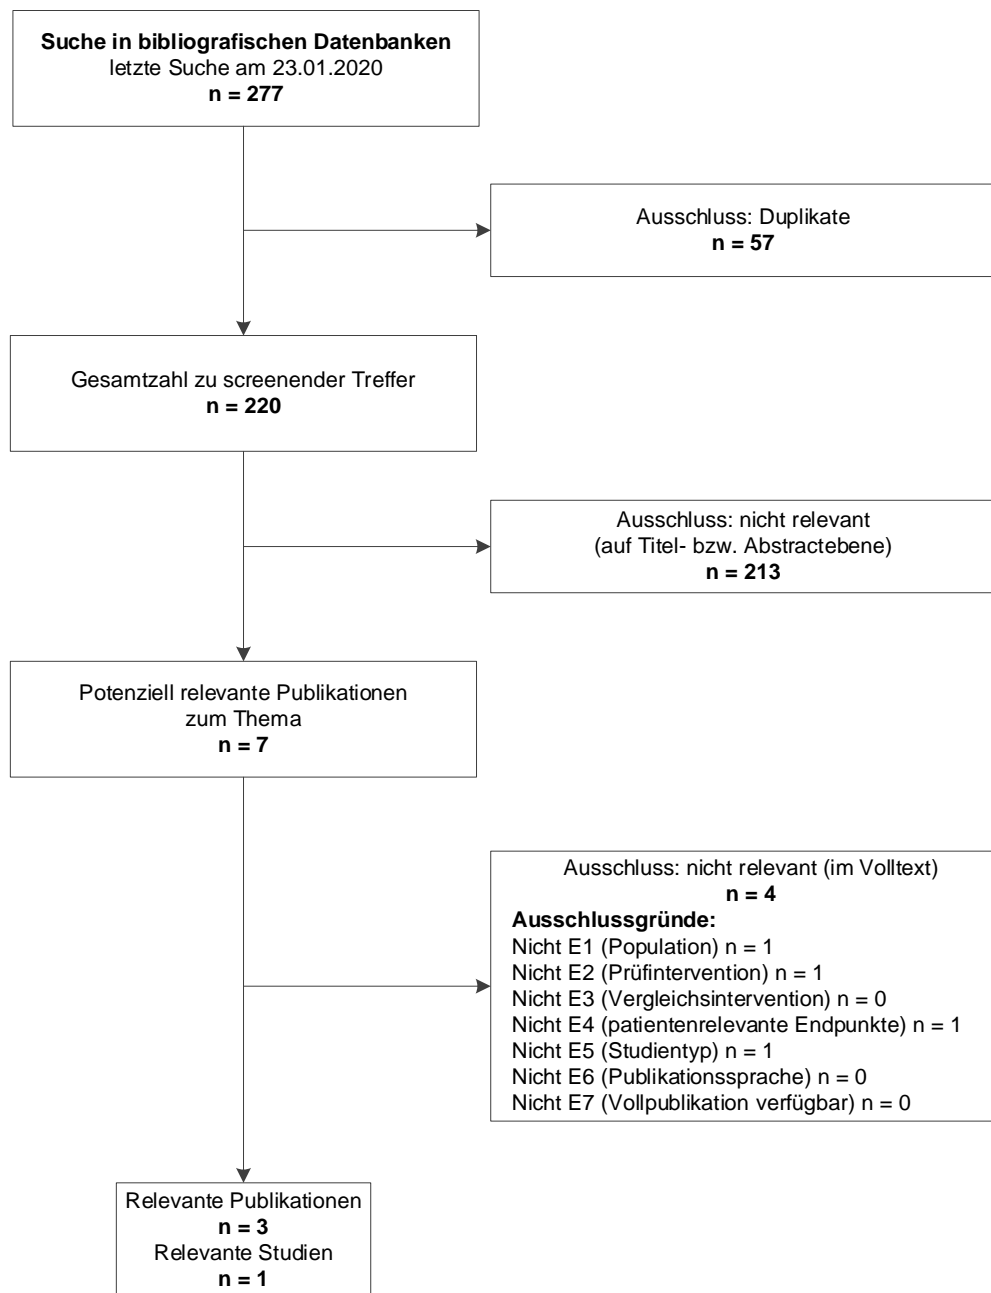 Suche in bibliografischen Datenbanken
letzte Suche am 23.01.2020
n = 277
Ausschluss: Duplikate
n = 57
Gesamtzahl zu screenender Treffer
n = 220
Ausschluss: nicht relevant
(auf Titel- bzw. Abstractebene)
n = 213
Potenziell relevante Publikationen
zum Thema
n = 7
Ausschluss: nicht relevant (im Volltext)
n = 4
Ausschlussgründe:
Nicht E1 (Population) n = 1
Nicht E2 (Prüfintervention) n = 1
Nicht E3 (Vergleichsintervention) n = 0
Nicht E4 (patientenrelevante Endpunkte) n = 1
Nicht E5 (Studientyp) n = 1
Nicht E6 (Publikationssprache) n = 0
Nicht E7 (Vollpublikation verfügbar) n = 0
Relevante Publikationen
n = 3
Relevante Studien
n = 1